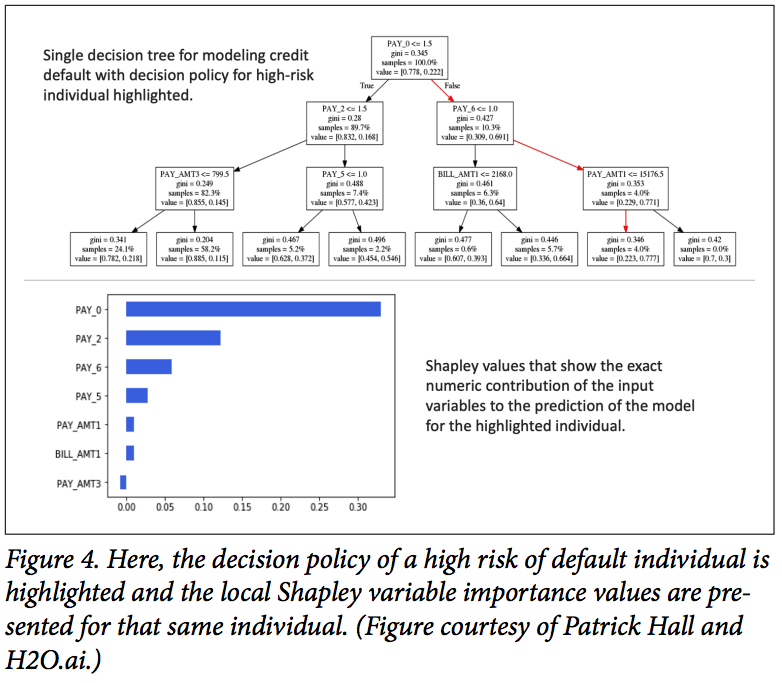 Single decision tree for modeling credit
default with decision policy for high-risk
individual highlighted.
PAY_0 <= 1.5
gini = 0.345
samples = 100.0%
value = [0.778, 0.222]
True
False
PAY_2 <= 1.5
gini = 0.28
samples = 89.7%
value = [0.832, 0.168]
PAY_6 <= 1.0
gini = 0.427
samples = 10.3%
value = [0.309, 0.691]
PAY_AMT3 <= 799.5
gini = 0.249
samples = 82.3%
value = [0.855, 0.145]
PAY_5 <= 1.0
gini = 0.488
samples = 7.4%
value = [0.577, 0.423]
BILL_AMT1 <= 2168.0
gini = 0.461
samples = 6.3%
value = [0.36, 0.64]
PAY_AMT1 <= 15176.5
gini = 0.353
samples = 4.0%
value = [0.229, 0.771]
gini = 0.341
samples = 24.1%
value = [0.782, 0.218]
gini = 0.204
samples = 58.2%
value = [0.885, 0.115]
gini = 0.467
samples = 5.2%
value = [0.628, 0.372]
gini = 0.496
samples = 2.2%
value = [0.454, 0.546]
gini = 0.477
samples = 0.6%
value = [0.607, 0.393]
gini = 0.446
samples = 5.7%
value = [0.336, 0.664]
gini = 0.346
samples = 4.0%
value = [0.223, 0.777]
gini = 0.42
samples = 0.0%
value = [0.7, 0.3]
PAY_0
PAY_2
PAY_6
PAY_5
PAY_AMT1
BILL_AMT1
PAY_AMT3
0.00 0.05 0.10 0.15 0.20 0.25 0.30
Shapley values that show the exact
numeric contribution of the input
variables to the prediction of the model
for the highlighted individual.
Figure 4. Here, the decision policy of a high risk of default individual is
highlighted and the local Shapley variable importance values are pre-
sented for that same individual. (Figure courtesy of Patrick Hall and
H2O.ai.)